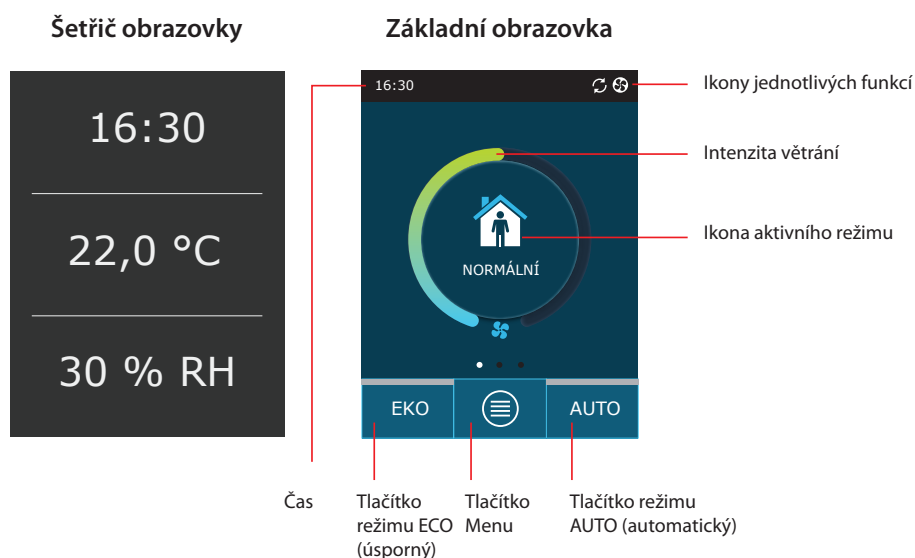 Šetřič obrazovky
Základní obrazovka
16:30
22,0 °C
30 % RH
16:30
NORMÁLNÍ
EKO
AUTO
Ikony jednotlivých funkcí
Intenzita větrání
Ikona aktivního režimu
Čas
Tlačítko
režimu ECO
(úsporný)
Tlačítko
Menu
Tlačítko režimu
AUTO (automatický)